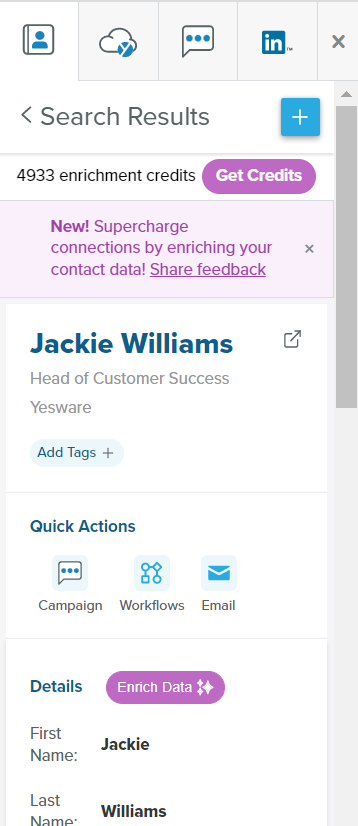 in™
Search Results
4933 enrichment credits Get Credits
New! Supercharge
connections by enriching your
contact data! Share feedback
Jackie Williams
Head of Customer Success
Yesware
Add Tags +
Quick Actions
Campaign Workflows Email
Details Enrich Data
First
Name: Jackie
Last
Name: Williams